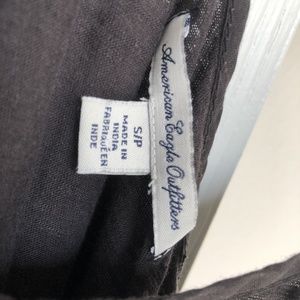 American Eagle Outfitters
S/P
MADE IN
INDIA
FABRIQUÉ EN
INDE